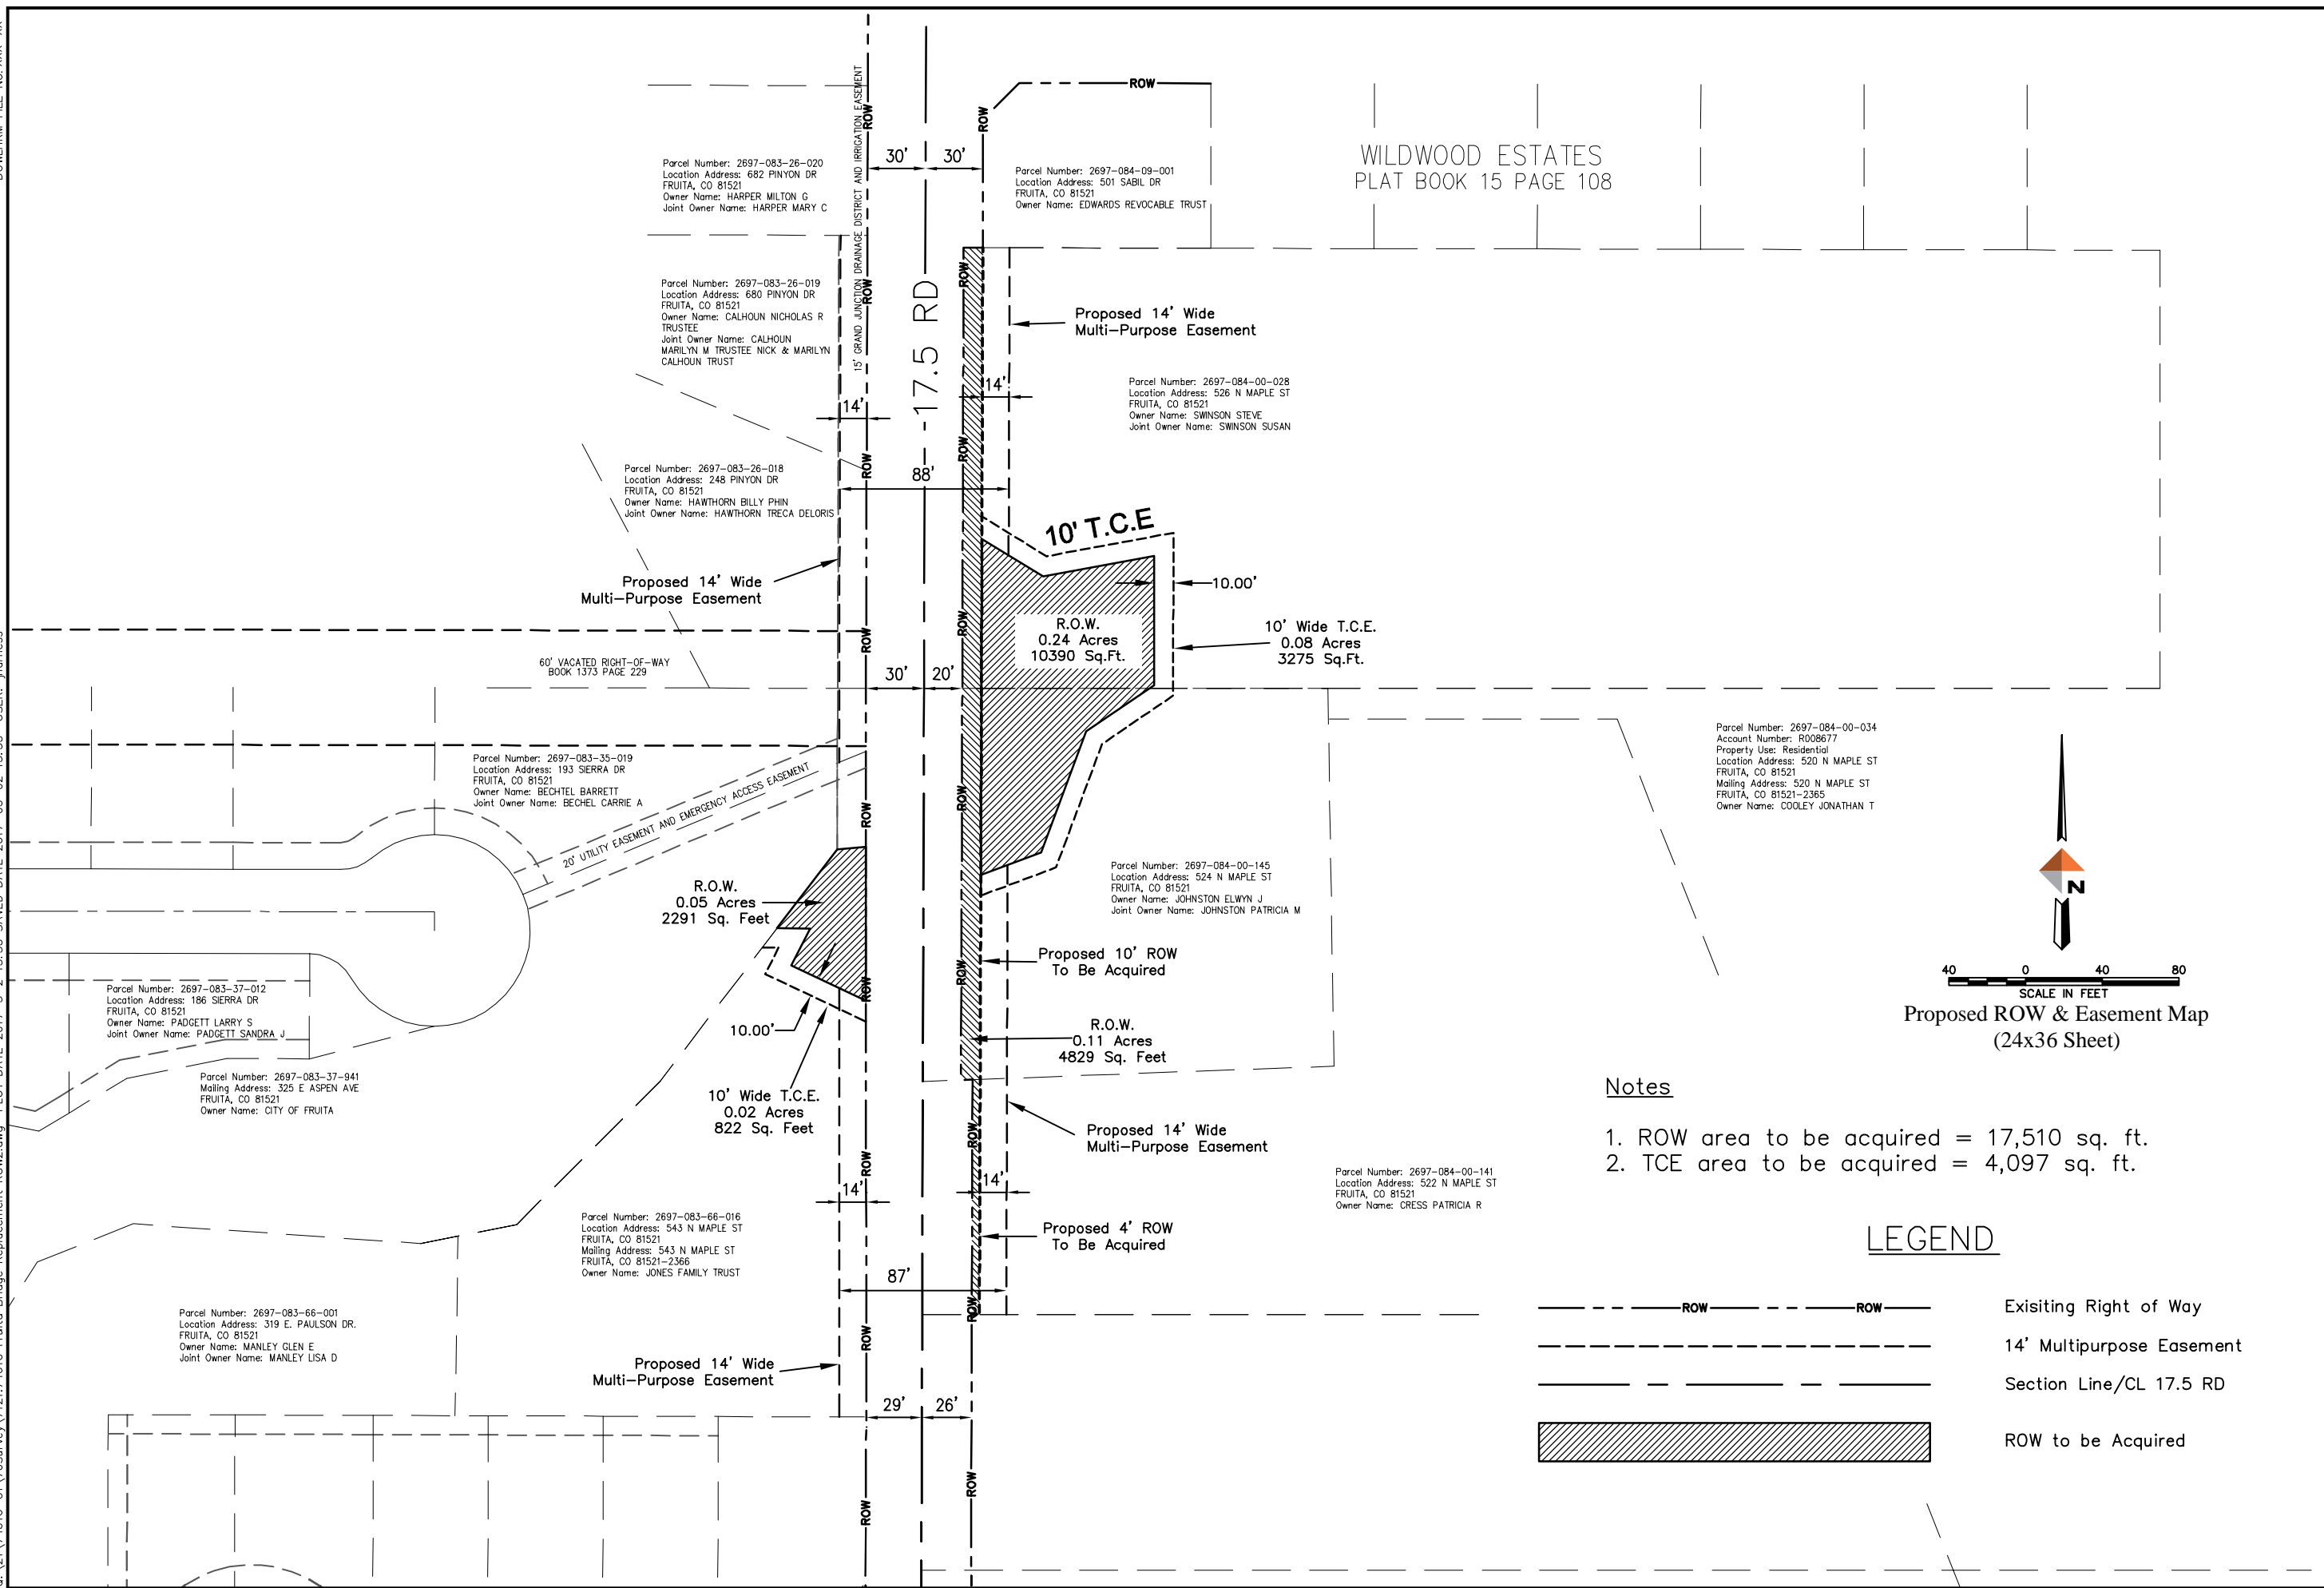 15' GRAND JUNCTION DRAINAGE DISTRICT AND IRRIGATION EASEMENT
ROW
ROW
ROW
30'
30'
WILDWOOD ESTATES
PLAT BOOK 15 PAGE 108
Parcel Number: 2697-083-26-020
Location Address: 682 PINYON DR
FRUITA, CO 81521
Owner Name: HARPER MILTON G
Joint Owner Name: HARPER MARY C
Parcel Number: 2697-084-09-001
Location Address: 501 SABIL DR
FRUITA, CO 81521
Owner Name: EDWARDS REVOCABLE TRUST
Parcel Number: 2697-083-26-019
Location Address: 680 PINYON DR
FRUITA, CO 81521
Owner Name: CALHOUN NICHOLAS R
TRUSTEE
Joint Owner Name: CALHOUN
MARILYN M TRUSTEE NICK & MARILYN
CALHOUN TRUST
ROW
ROW
17.5 RD
Proposed 14' Wide
Multi-Purpose Easement
14'
14'
Parcel Number: 2697-084-00-028
Location Address: 526 N MAPLE ST
FRUITA, CO 81521
Owner Name: SWINSON STEVE
Joint Owner Name: SWINSON SUSAN
ROW
ROW
88'
Parcel Number: 2697-083-26-018
Location Address: 248 PINYON DR
FRUITA, CO 81521
Owner Name: HAWTHORN BILLY PHIN
Joint Owner Name: HAWTHORN TRECA DELORIS
10' T.C.E
Proposed 14' Wide
Multi-Purpose Easement
10.00'
ROW
ROW
R.O.W.
0.24 Acres
10390 Sq.Ft.
10' Wide T.C.E.
0.08 Acres
3275 Sq.Ft.
60' VACATED RIGHT-OF-WAY
BOOK 1373 PAGE 229
30'
20'
Parcel Number: 2697-084-00-034
Account Number: R008677
Property Use: Residential
Location Address: 520 N MAPLE ST
FRUITA, CO 81521
Mailing Address: 520 N MAPLE ST
FRUITA, CO 81521-2365
Owner Name: COOLEY JONATHAN T
Parcel Number: 2697-083-35-019
Location Address: 193 SIERRA DR
FRUITA, CO 81521
Owner Name: BECHTEL BARRETT
Joint Owner Name: BECHEL CARRIE A
20' UTILITY EASEMENT AND EMERGENCY ACCESS EASEMENT
ROW
ROW
Parcel Number: 2697-084-00-145
Location Address: 524 N MAPLE ST
FRUITA, CO 81521
Owner Name: JOHNSTON ELWYN J
Joint Owner Name: JOHNSTON PATRICIA M
R.O.W.
0.05 Acres
2291 Sq. Feet
N
Proposed 10' ROW
To Be Acquired
ROW
ROW
40 0 40 80
SCALE IN FEET
Proposed ROW & Easement Map
(24x36 Sheet)
Parcel Number: 2697-083-37-012
Location Address: 186 SIERRA DR
FRUITA, CO 81521
Owner Name: PADGETT LARRY S
Joint Owner Name: PADGETT SANDRA J
10.00'
R.O.W.
0.11 Acres
4829 Sq. Feet
Parcel Number: 2697-083-37-941
Mailing Address: 325 E ASPEN AVE
FRUITA, CO 81521
Owner Name: CITY OF FRUITA
10' Wide T.C.E.
0.02 Acres
822 Sq. Feet
Notes
1. ROW area to be acquired = 17,510 sq. ft.
2. TCE area to be acquired = 4,097 sq. ft.
ROW
ROW
Proposed 14' Wide
Multi-Purpose Easement
14'
14'
Parcel Number: 2697-084-00-141
Location Address: 522 N MAPLE ST
FRUITA, CO 81521
Owner Name: CRESS PATRICIA R
Parcel Number: 2697-083-66-016
Location Address: 543 N MAPLE ST
FRUITA, CO 81521
Mailing Address: 543 N MAPLE ST
FRUITA, CO 81521-2366
Owner Name: JONES FAMILY TRUST
Proposed 4' ROW
To Be Acquired
LEGEND
87'
ROW
ROW
ROW
ROW
Exisiting Right of Way
14' Multipurpose Easement
Section Line/CL 17.5 RD
ROW to be Acquired
Parcel Number: 2697-083-66-001
Location Address: 319 E. PAULSON DR.
FRUITA, CO 81521
Owner Name: MANLEY GLEN E
Joint Owner Name: MANLEY LISA D
Proposed 14' Wide
Multi-Purpose Easement
29'
26'
ROW
ROW